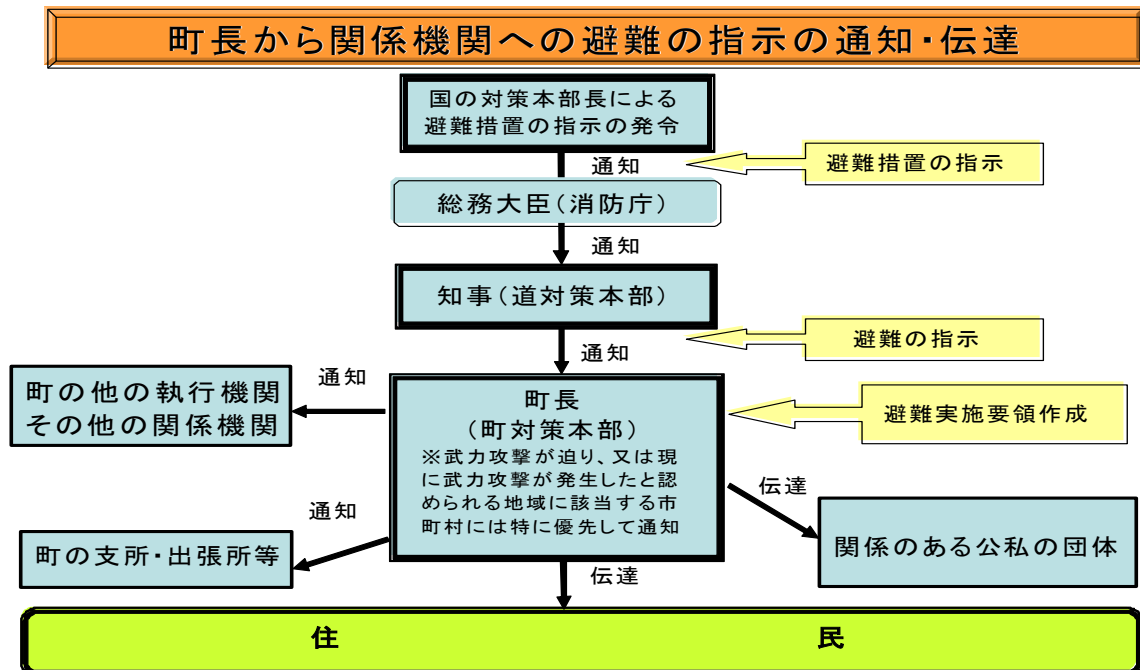 町長から関係機関への避難の指示の通知・伝達
国の対策本部長による
避難措置の指示の発令
通知
避難措置の指示
総務大臣(消防庁)
通知
知事(道対策本部)
避難の指示
通知
通知
町の他の執行機関
その他の関係機関
町長
(町対策本部)
※武力攻撃が迫り、又は現
に武力攻撃が発生したと認
められる地域に該当する市
町村には特に優先して通知
避難実施要領作成
通知
伝達
町の支所・出張所等
関係のある公私の団体
伝達
住 民